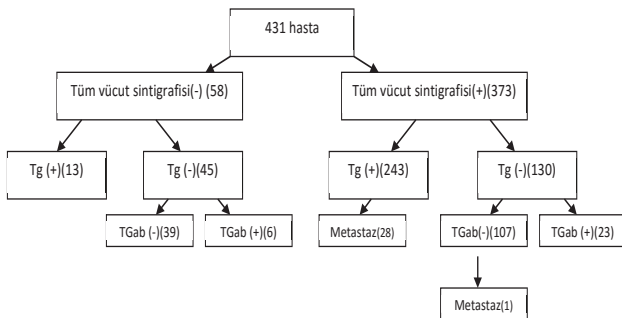 431 hasta
Tüm vücut sintigrafisi(-) (58)
Tüm vücut sintigrafisi(+)(373)
Tg (+)(13)
Tg (-)(45)
Tg (+)(243)
Tg (-)(130)
TGab (-)(39)
TGab (+)(6)
Metastaz(28)
TGab(-)(107)
TGab (+)(23)
Metastaz(1)